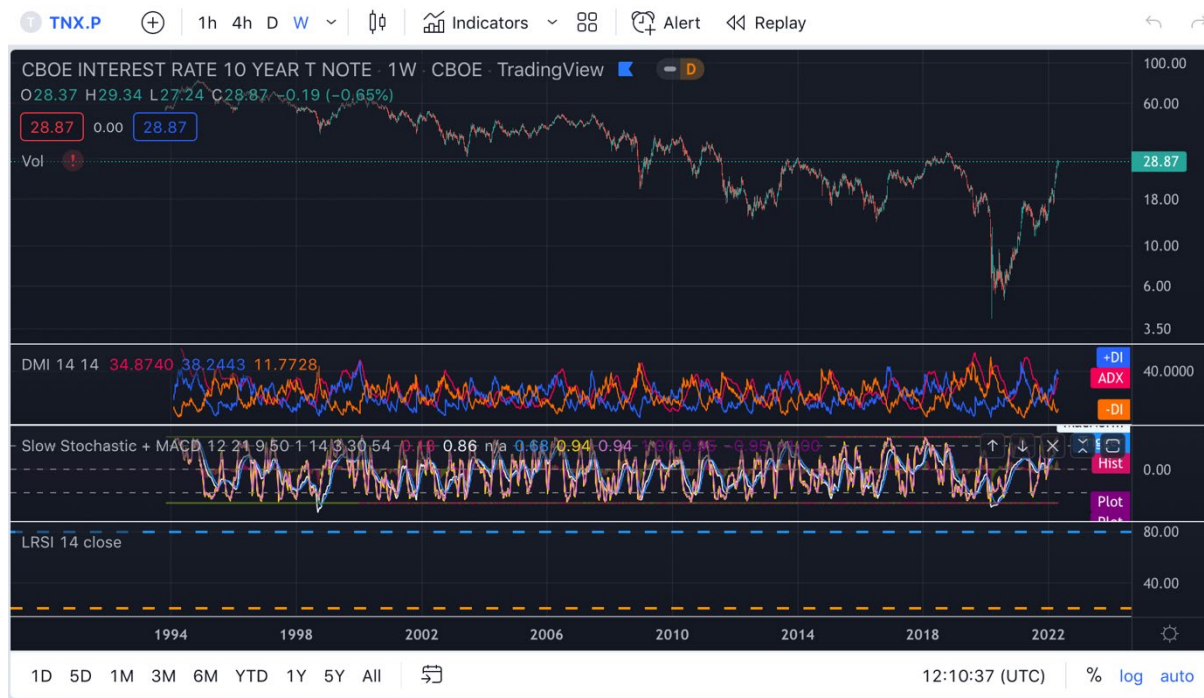 T TNX.P 1h 4h D W Indicators Alert Replay
CBOE INTEREST RATE 10 YEAR T NOTE · 1W · CBOE · TradingView D
O28.37 H29.34 L27.24 C28.87 −0.19 (−0.65%)
28.87 0.00 28.87
Vol !
100.00
60.00
28.87
18.00
10.00
6.00
3.50
DMI 14 14 34.8740 38.2443 11.7728
+DI
40.0000
ADX
-DI
Slow Stochastic + MACD 12 21 9 50 1 14 3 30 54 0.86 n/a 0.68 0.94 0.94
0.00
Hist
Plot
80.00
LRSI 14 close
40.00
1994 1998 2002 2006 2010 2014 2018 2022
1D 5D 1M 3M 6M YTD 1Y 5Y All 12:10:37 (UTC) % log auto